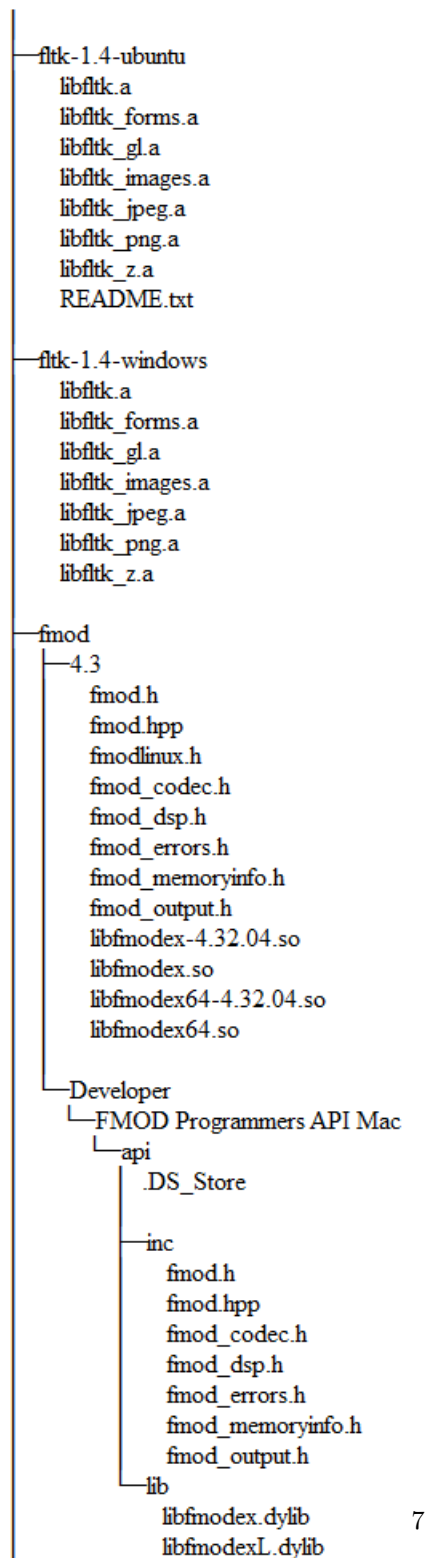 fltk-1.4-ubuntu
libfltk.a
libfltk_forms.a
libfltk_gl.a
libfltk_images.a
libfltk_jpeg.a
libfltk_png.a
libfltk_z.a
README.txt
fltk-1.4-windows
libfltk.a
libfltk_forms.a
libfltk_gl.a
libfltk_images.a
libfltk_jpeg.a
libfltk_png.a
libfltk_z.a
fmod
4.3
fmod.h
fmod.hpp
fmodlinux.h
fmod_codec.h
fmod_dsp.h
fmod_errors.h
fmod_memoryinfo.h
fmod_output.h
libfmodex-4.32.04.so
libfmodex.so
libfmodex64-4.32.04.so
libfmodex64.so
Developer
FMOD Programmers API Mac
api
.DS_Store
inc
fmod.h
fmod.hpp
fmod_codec.h
fmod_dsp.h
fmod_errors.h
fmod_memoryinfo.h
fmod_output.h
lib
libfmodex.dylib 7
libfmodexL.dylib